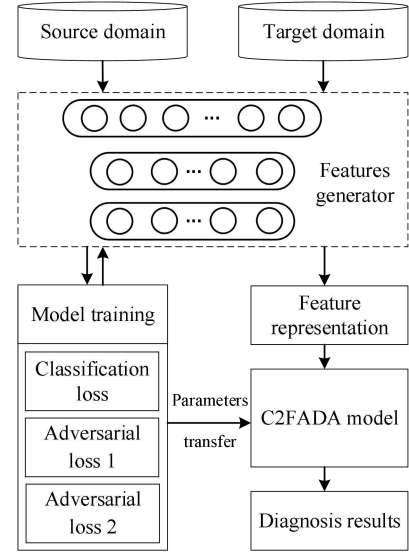 Source domain
Target domain
...
Features
generator
...
...
Model training
Classification
loss
Adversarial
loss 1
Adversarial
loss 2
Parameters
transfer
Feature
representation
C2FADA model
Diagnosis results